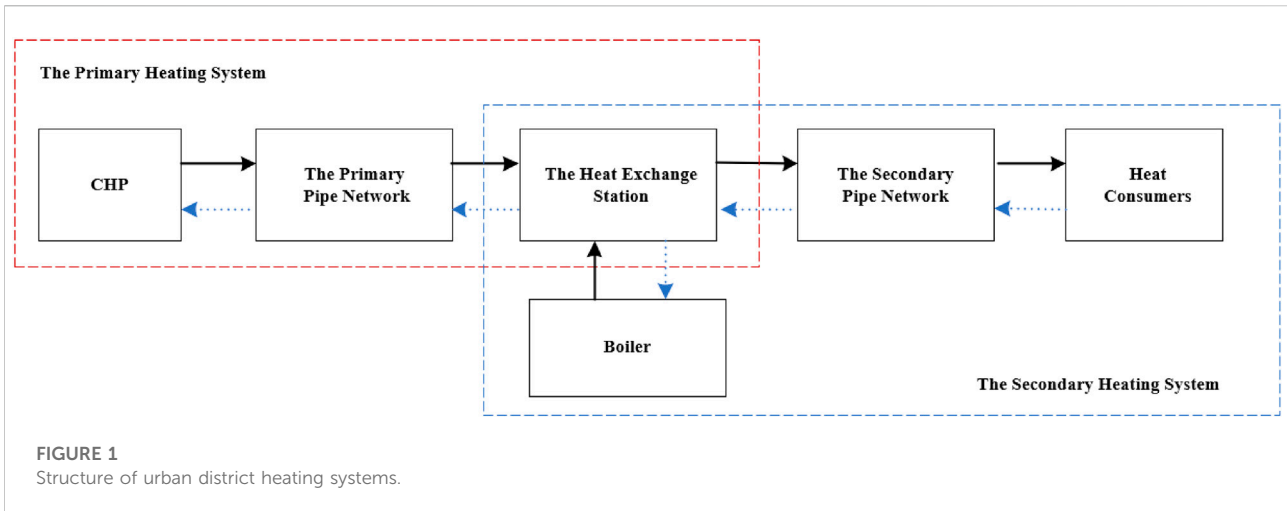 The Primary Heating System
CHP
The Primary
Pipe Network
The Heat Exchange
Station
The Secondary
Pipe Network
Heat
Consumers
Boiler
The Secondary Heating System
FIGURE 1
Structure of urban district heating systems.